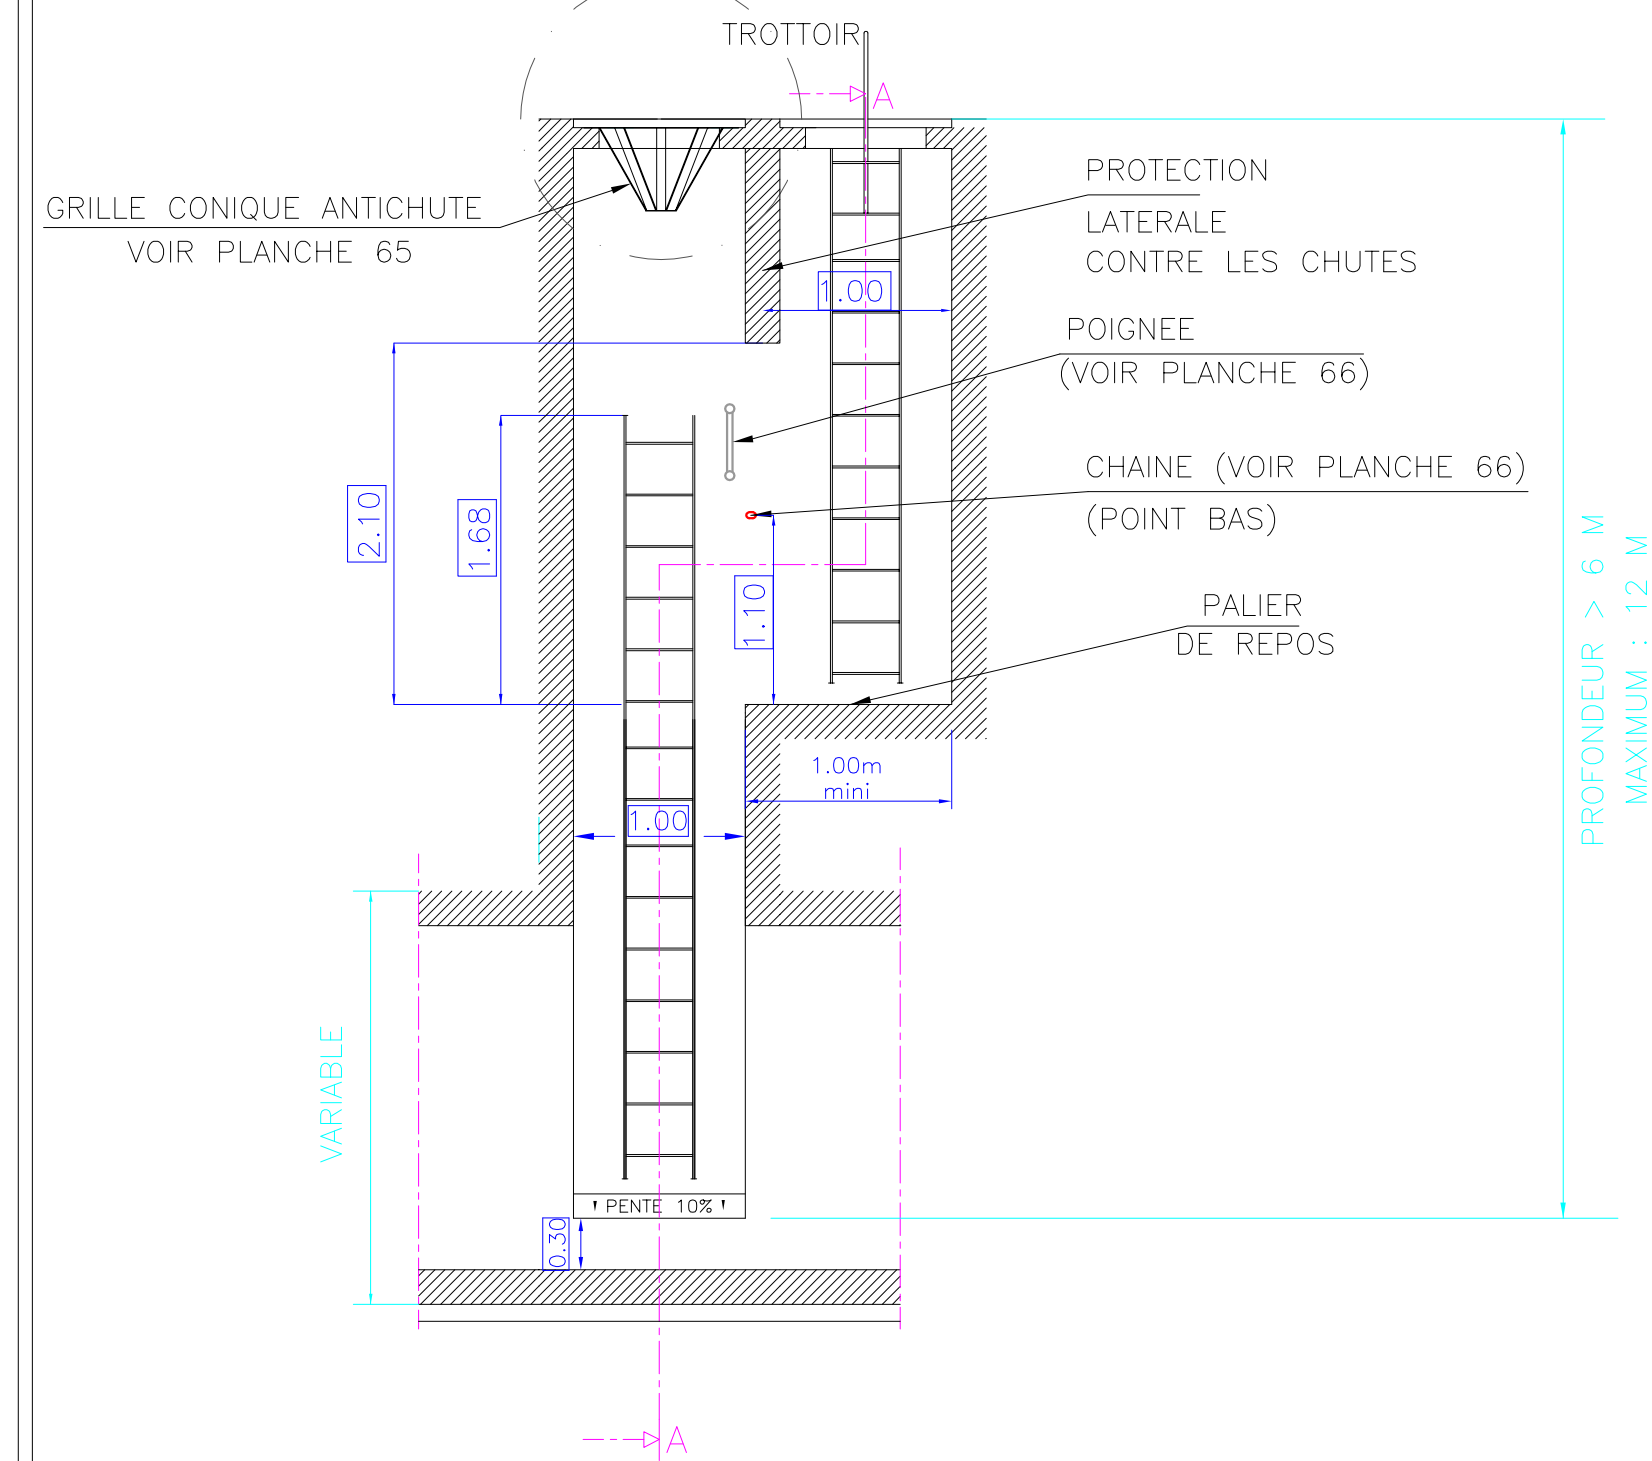 TROTTOIR
A
PROTECTION
LATERALE
CONTRE LES CHUTES
GRILLE CONIQUE ANTICHUTE
VOIR PLANCHE 65
1.00
POIGNEE
(VOIR PLANCHE 66)
CHAINE (VOIR PLANCHE 66)
(POINT BAS)
2.10
1.68
1.10
PALIER
DE REPOS
PROFONDEUR > 6 M
MAXIMUM : 12 M
1.00m
mini
1.00
VARIABLE
PENTE 10%
0.30
A